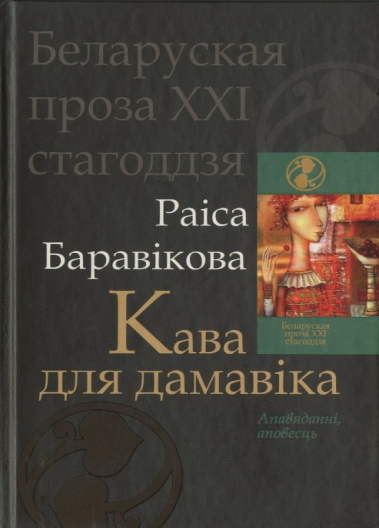 Беларуская
проза XXI
стагоддзя
Раіса
Баравікова
Кава
для дамавіка
Беларуская
проза XXI
стагоддзя
Апавяданні,
аповесць